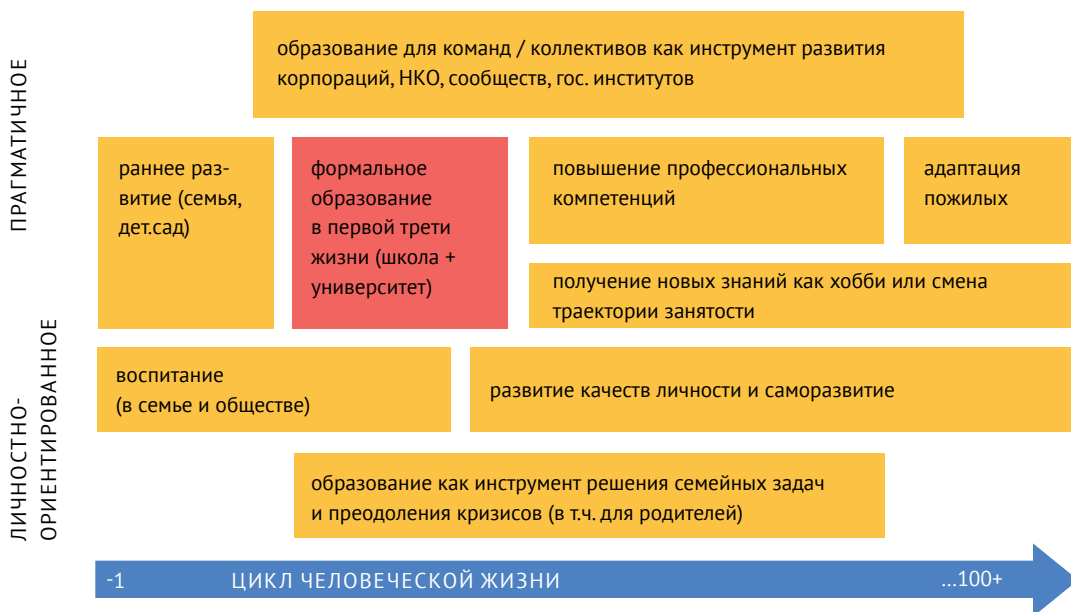 ПРАГМАТИЧНОЕ
образование для команд / коллективов как инструмент развития
корпораций, НКО, сообществ, гос. институтов
раннее раз-
витие (семья,
дет.сад)
формальное
образование
в первой трети
жизни (школа +
университет)
повышение профессиональных
компетенций
адаптация
пожилых
получение новых знаний как хобби или смена
траектории занятости
ЛИЧНОСТНО-
ОРИЕНТИРОВАННОЕ
воспитание
(в семье и обществе)
развитие качеств личности и саморазвитие
образование как инструмент решения семейных задач
и преодоления кризисов (в т.ч. для родителей)
-1 ЦИКЛ ЧЕЛОВЕЧЕСКОЙ ЖИЗНИ ...100+